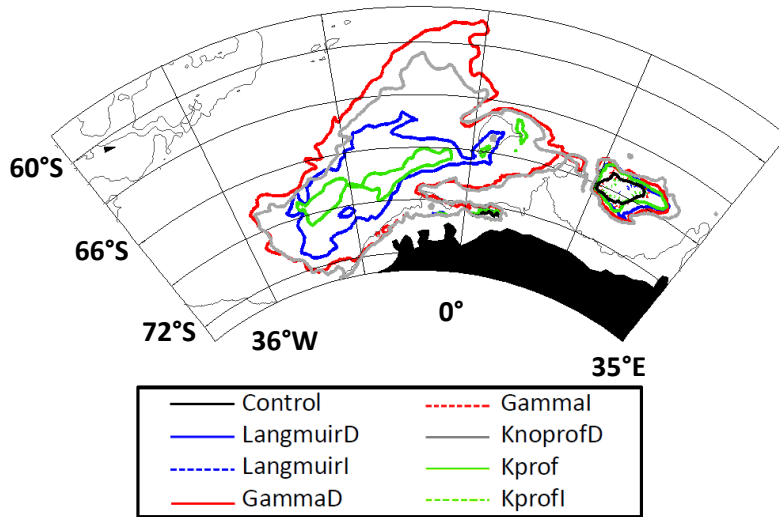 60°S
66°S
72°S
36°W
0°
35°E
Control
LangmuirD
LangmuirI
GammaD
GammaI
KnoprofD
Kprof
KprofI